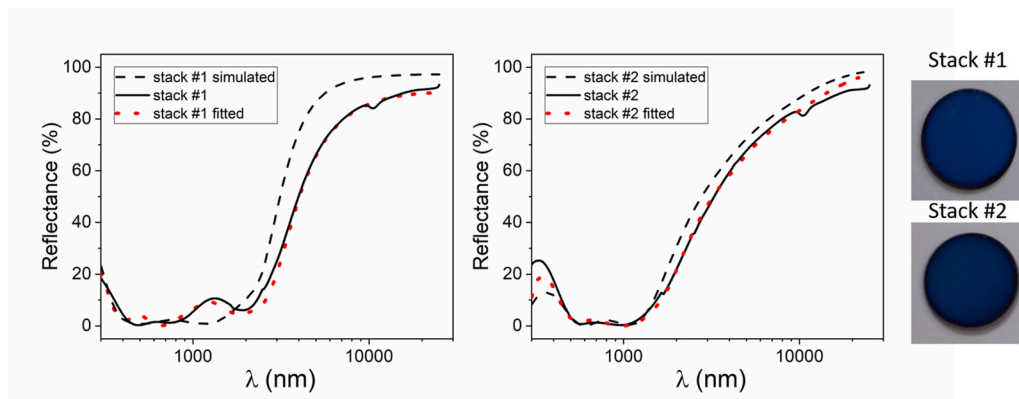 100
80
60
40
20
0
Reflectance (%)
stack #1 simulated
stack #1
stack #1 fitted
1000
10000
λ (nm)
100
80
60
40
20
0
Reflectance (%)
stack #2 simulated
stack #2
stack #2 fitted
1000
10000
λ (nm)
Stack #1
Stack #2